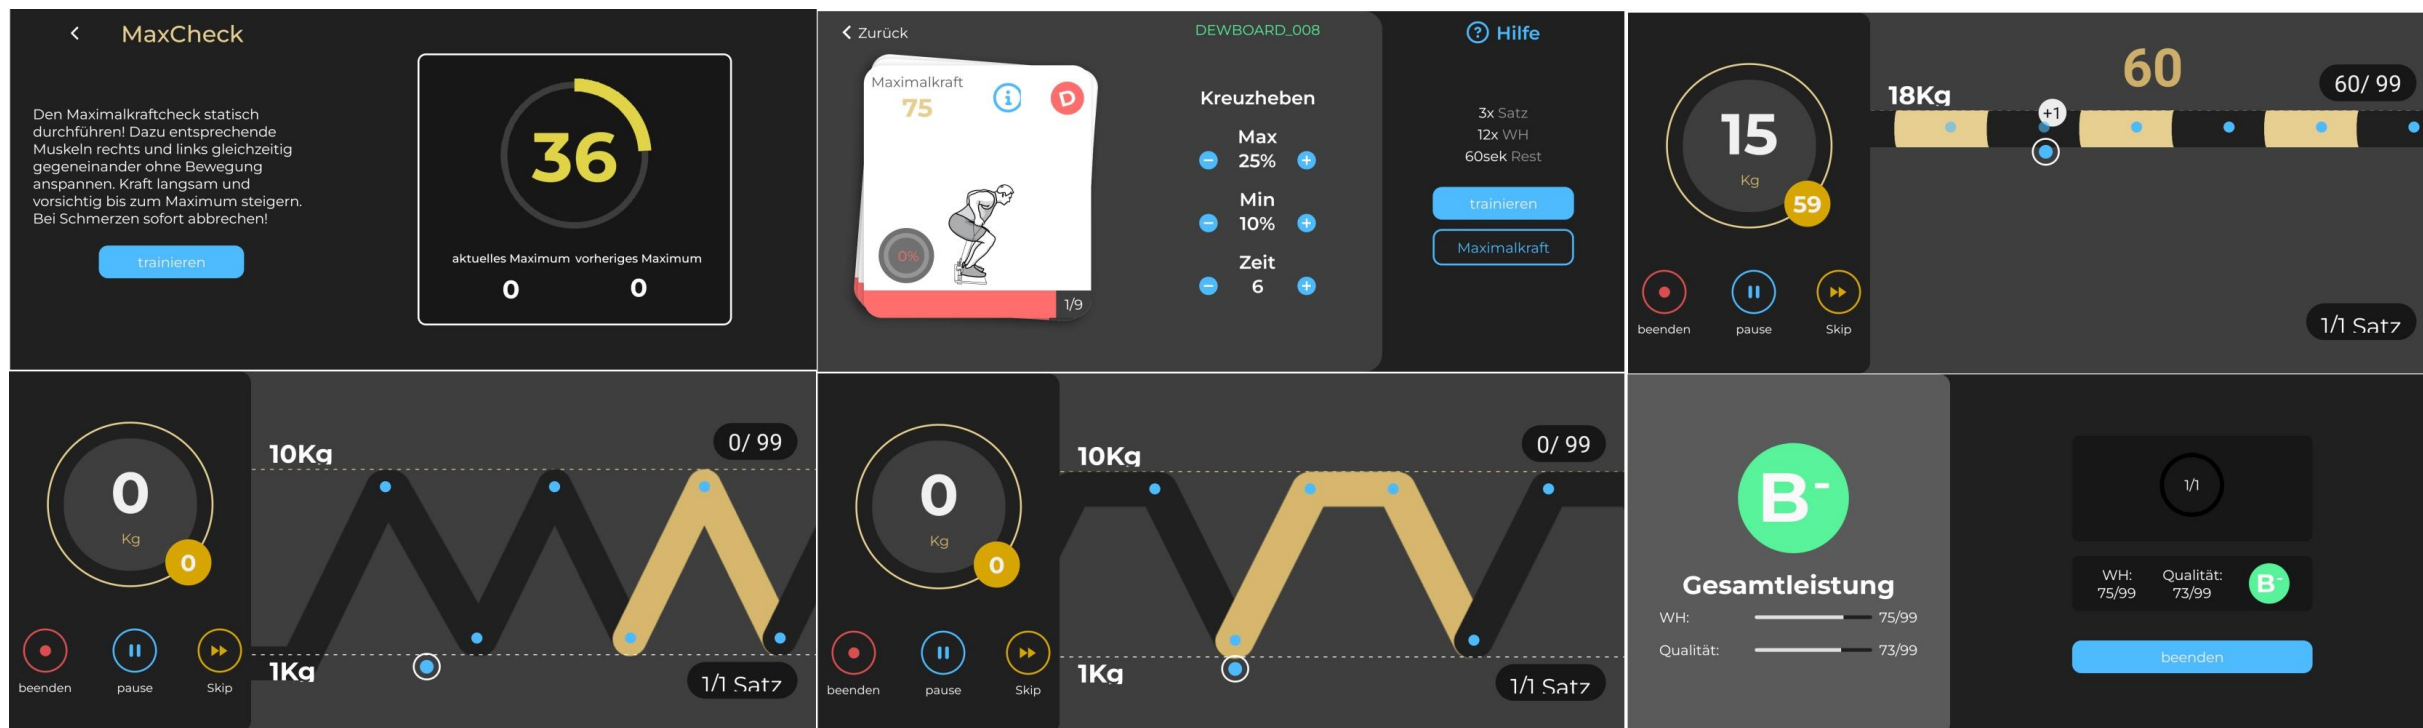 MaxCheck
Den Maximalkraftcheck statisch
durchführen! Dazu entsprechende
Muskeln rechts und links gleichzeitig
gegeneinander ohne Bewegung
anspannen. Kraft langsam und
vorsichtig bis zum Maximum steigern.
Bei Schmerzen sofort abbrechen!
trainieren
36
aktuelles Maximum vorheriges Maximum
0 0
Zurück
DEWBOARD_008
Hilfe
Maximalkraft
75
i
D
0%
1/9
Kreuzheben
Max
25%
Min
10%
Zeit
6
3x Satz
12x WH
60sek Rest
trainieren
Maximalkraft
15
Kg
59
beenden pause Skip
60
60/ 99
18Kg
+1
1/1 Satz
0
Kg
0
beenden pause Skip
0/ 99
10Kg
1Kg
1/1 Satz
0
Kg
0
beenden pause Skip
0/ 99
10Kg
1Kg
1/1 Satz
B-
Gesamtleistung
WH: 75/99
Qualität: 73/99
1/1
WH: Qualität:
75/99 73/99
B-
beenden